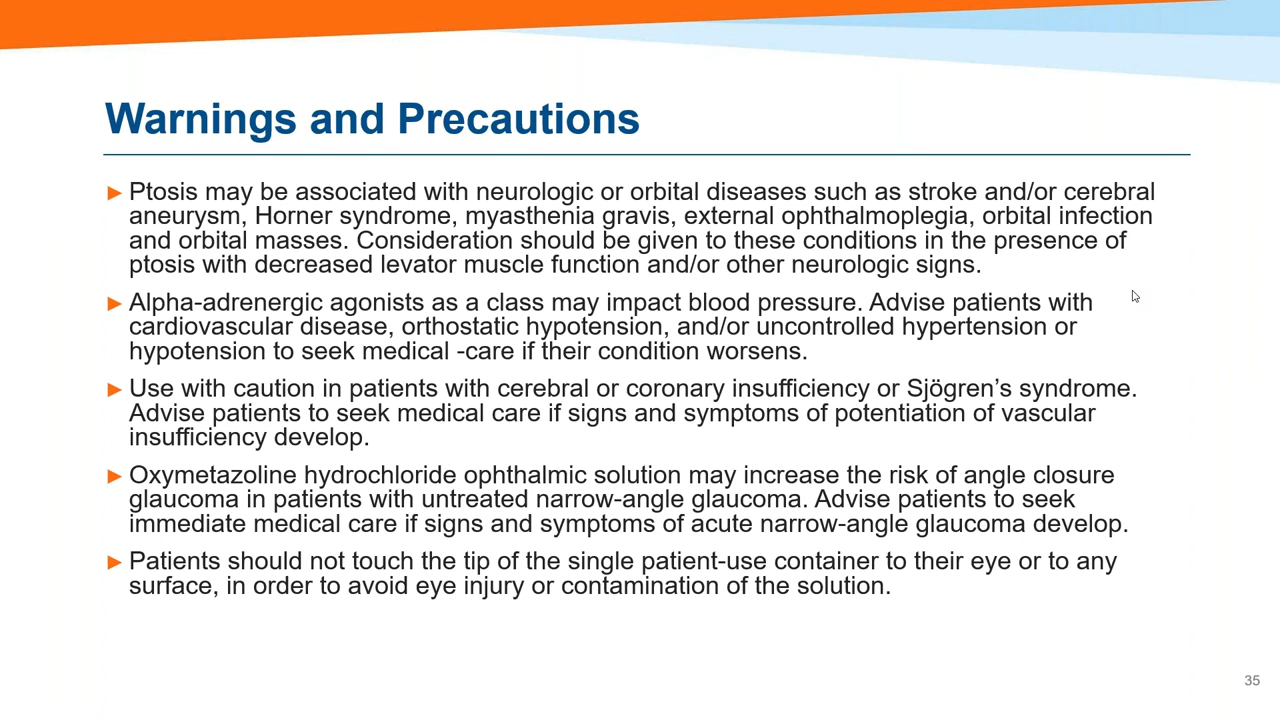 Warnings and Precautions
► Ptosis may be associated with neurologic or orbital diseases such as stroke and/or cerebral
aneurysm, Horner syndrome, myasthenia gravis, external ophthalmoplegia, orbital infection
and orbital masses. Consideration should be given to these conditions in the presence of
ptosis with decreased levator muscle function and/or other neurologic signs.
► Alpha-adrenergic agonists as a class may impact blood pressure. Advise patients with
cardiovascular disease, orthostatic hypotension, and/or uncontrolled hypertension or
hypotension to seek medical -care if their condition worsens.
► Use with caution in patients with cerebral or coronary insufficiency or Sjögren’s syndrome.
Advise patients to seek medical care if signs and symptoms of potentiation of vascular
insufficiency develop.
► Oxymetazoline hydrochloride ophthalmic solution may increase the risk of angle closure
glaucoma in patients with untreated narrow-angle glaucoma. Advise patients to seek
immediate medical care if signs and symptoms of acute narrow-angle glaucoma develop.
► Patients should not touch the tip of the single patient-use container to their eye or to any
surface, in order to avoid eye injury or contamination of the solution.
35